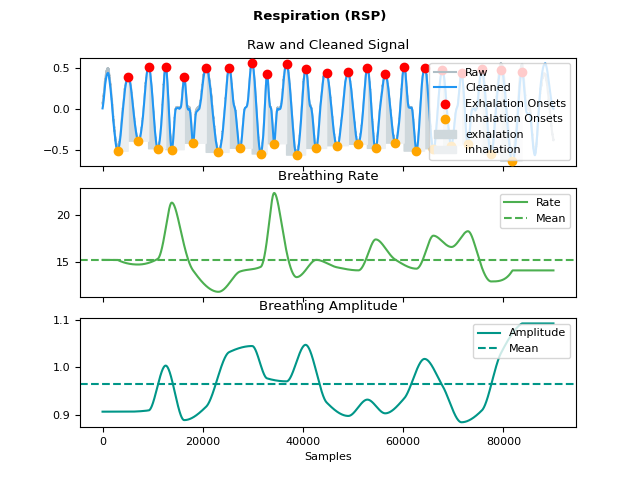 Respiration (RSP)
Raw and Cleaned Signal
0.5
0.0
−0.5
Raw
Cleaned
Exhalation Onsets
Inhalation Onsets
exhalation
inhalation
Breathing Rate
20
15
Rate
Mean
Breathing Amplitude
1.1
1.0
0.9
Amplitude
Mean
0 20000 40000 60000 80000
Samples